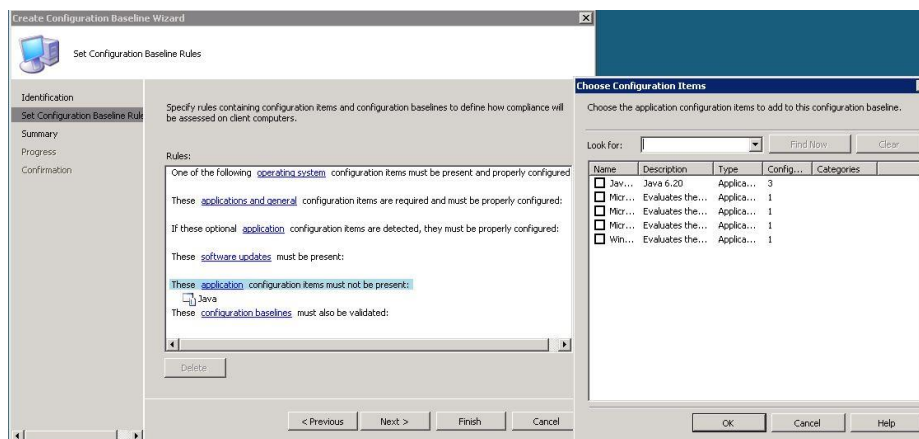 Create Configuration Baseline Wizard
Set Configuration Baseline Rules
Identification
Set Configuration Baseline Rule
Summary
Progress
Confirmation
Specify rules containing configuration items and configuration baselines to define how compliance will
be assessed on client computers.
Rules:
One of the following operating system configuration items must be present and properly configured
These applications and general configuration items are required and must be properly configured:
If these optional application configuration items are detected, they must be properly configured:
These software updates must be present:
These application configuration items must not be present:
Java
These configuration baselines must also be validated:
Delete
< Previous Next > Finish Cancel
Choose Configuration Items
Choose the application configuration items to add to this configuration baseline.
Look for: Find Now Clear
Name Description Type Config... Categories
Jav... Java 6.20 Applica... 3
Micr... Evaluates the... Applica... 1
Micr... Evaluates the... Applica... 1
Micr... Evaluates the... Applica... 1
Win... Evaluates the... Applica... 1
OK Cancel Help